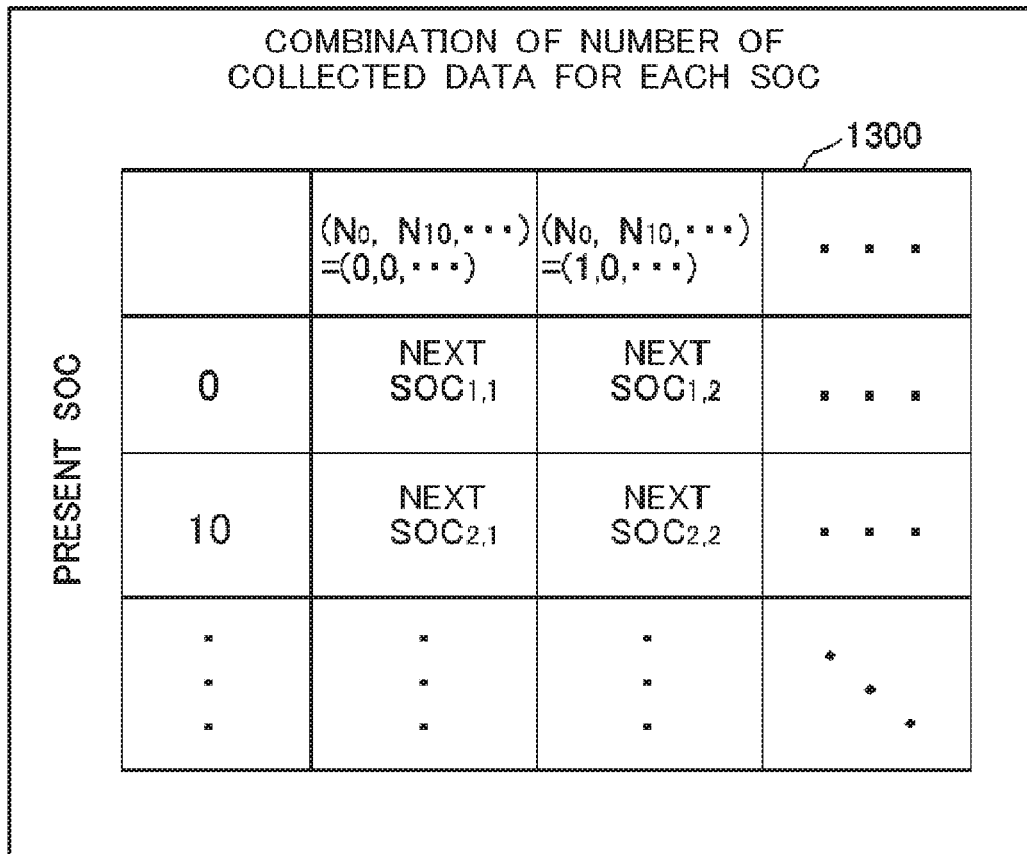 COMBINATION OF NUMBER OF
COLLECTED DATA FOR EACH SOC
1300
(N0, N10,···) (N0, N10,···) ···
=(0,0,···) =(1,0,···)
PRESENT SOC
0 NEXT SOC1,1 NEXT SOC1,2 ···
10 NEXT SOC2,1 NEXT SOC2,2 ···